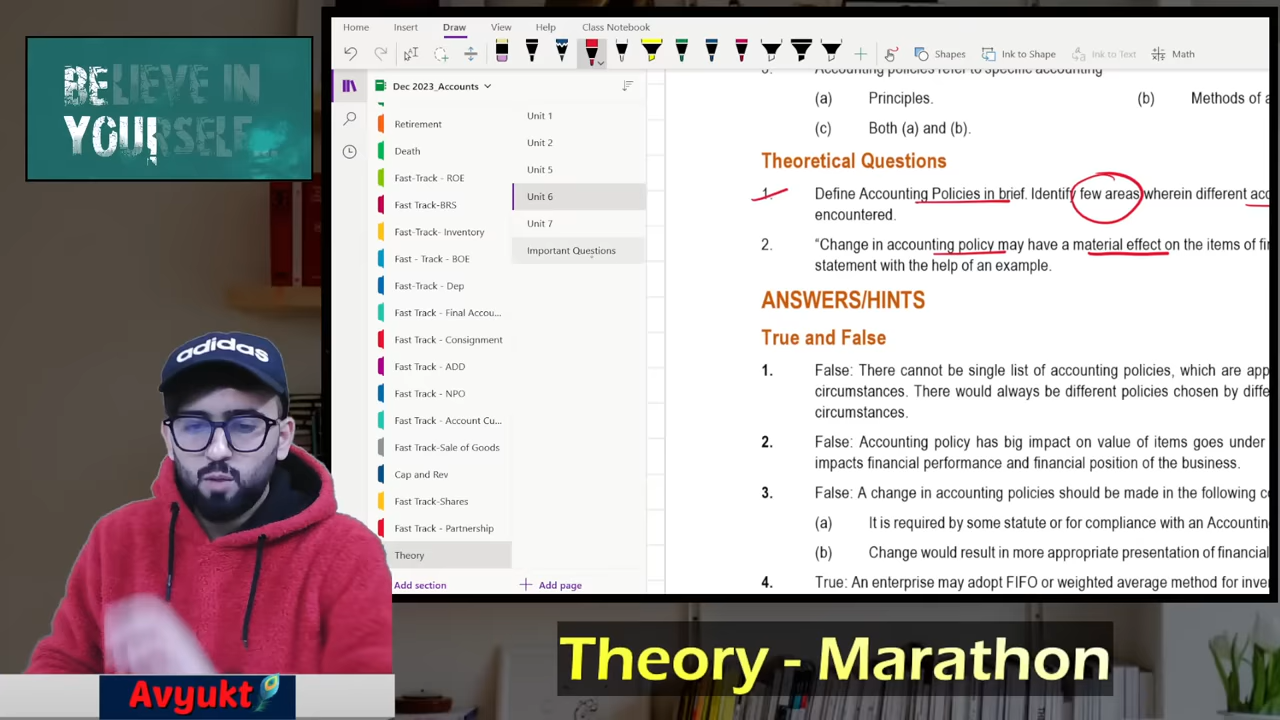 BELIEVE IN
YOURSELF
adidas
Home Insert Draw View Help Class Notebook
Shapes Ink to Shape Ink to Text Math
Dec 2023_Accounts
Retirement
Death
Fast-Track - ROE
Fast Track-BRS
Fast Track- Inventory
Fast - Track - BOE
Fast-Track - Dep
Fast Track - Final Accou...
Fast Track - Consignment
Fast Track - ADD
Fast Track - NPO
Fast Track - Account Cu...
Fast Track-Sale of Goods
Cap and Rev
Fast Track-Shares
Fast Track - Partnership
Theory
Add section
Unit 1
Unit 2
Unit 5
Unit 6
Unit 7
Important Questions
Add page
Accounting policies refer to specific accounting
(a) Principles. (b) Methods of a
(c) Both (a) and (b).
Theoretical Questions
1. Define Accounting Policies in brief. Identify few areas wherein different acc
encountered.
2. “Change in accounting policy may have a material effect on the items of fi
statement with the help of an example.
ANSWERS/HINTS
True and False
1. False: There cannot be single list of accounting policies, which are app
circumstances. There would always be different policies chosen by diffe
circumstances.
2. False: Accounting policy has big impact on value of items goes under
impacts financial performance and financial position of the business.
3. False: A change in accounting policies should be made in the following c
(a) It is required by some statute or for compliance with an Accountin
(b) Change would result in more appropriate presentation of financial
4. True: An enterprise may adopt FIFO or weighted average method for inve
Theory - Marathon
Avyukt